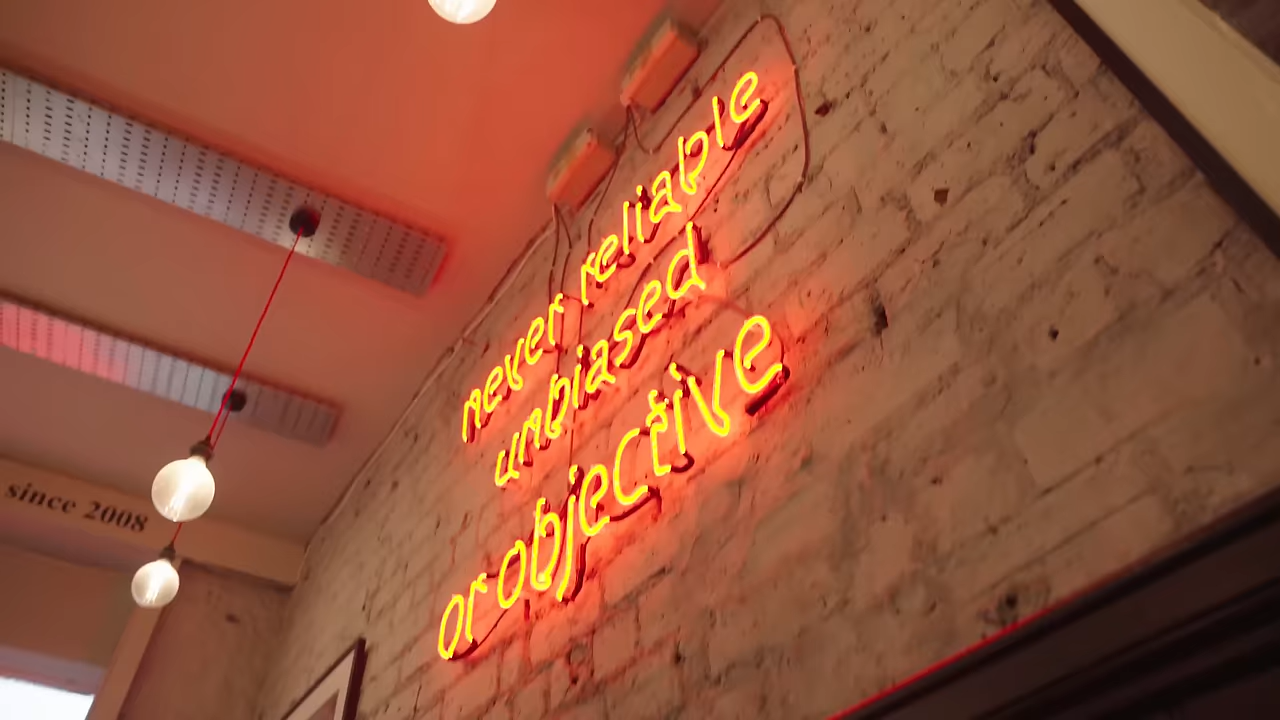 never reliable
unbiased
or objective
since 2008